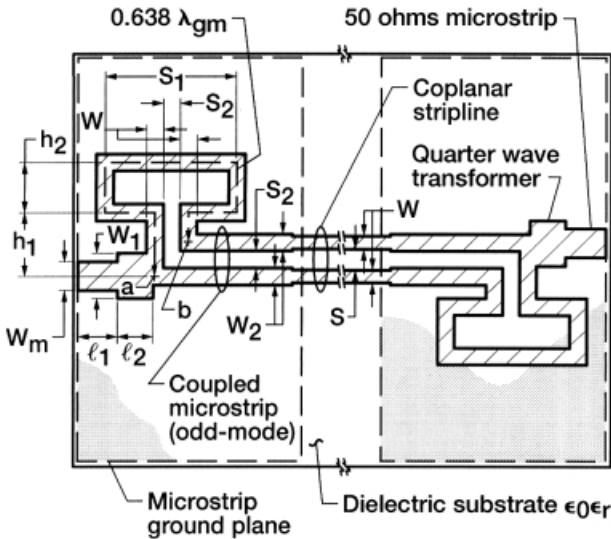 0.638 λgm
50 ohms microstrip
S1
S2
Coplanar
stripline
W
h2
Quarter wave
transformer
S2
W
h1
W1
a
b
W2
S
Wm
ℓ1
ℓ2
Coupled
microstrip
(odd-mode)
Microstrip
ground plane
Dielectric substrate ϵ0ϵr